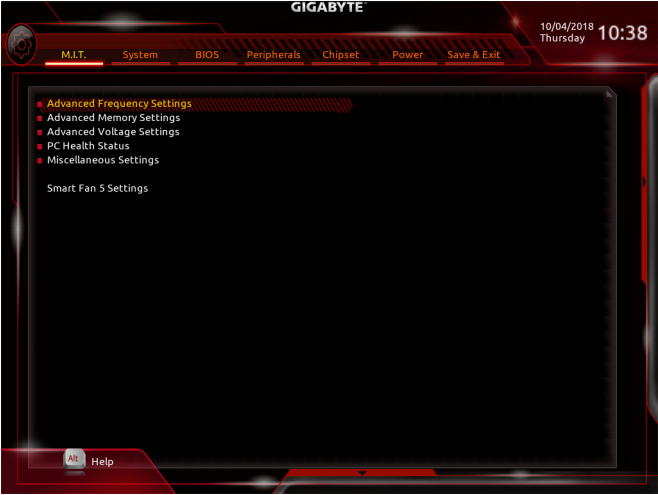 GIGABYTE
10/04/2018 10:38
Thursday
M.I.T. System BIOS Peripherals Chipset Power Save & Exit
Advanced Frequency Settings
Advanced Memory Settings
Advanced Voltage Settings
PC Health Status
Miscellaneous Settings
Smart Fan 5 Settings
Alt Help